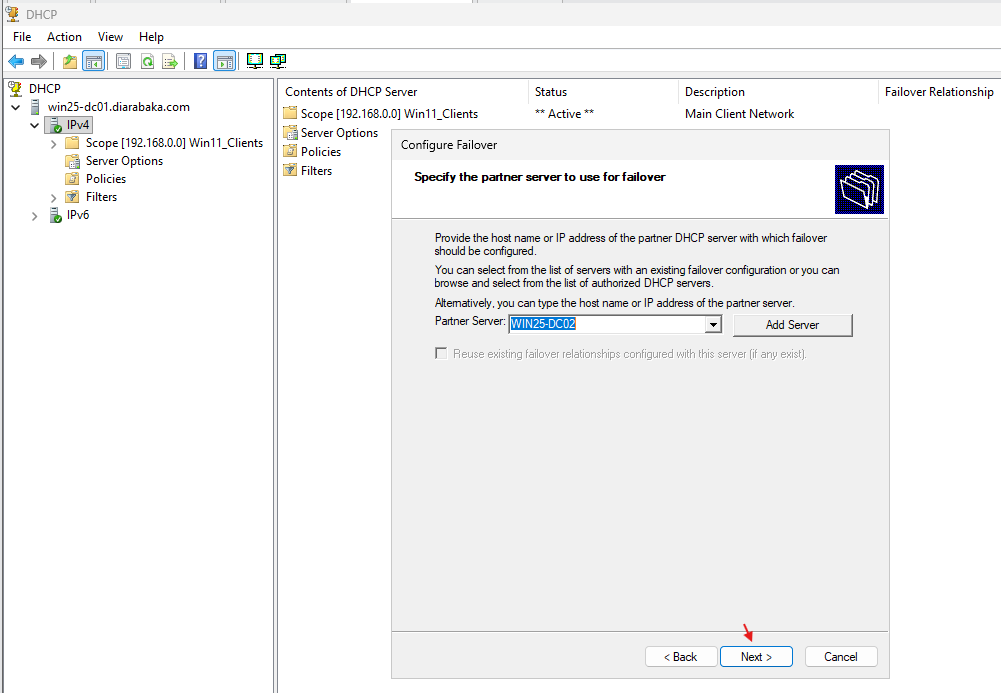 DHCP
File Action View Help
DHCP
win25-dc01.diarabaka.com
IPv4
Scope [192.168.0.0] Win11_Clients
Server Options
Policies
Filters
IPv6
Contents of DHCP Server Status Description Failover Relationship
Scope [192.168.0.0] Win11_Clients ** Active ** Main Client Network
Server Options
Policies
Filters
Configure Failover
Specify the partner server to use for failover
Provide the host name or IP address of the partner DHCP server with which failover
should be configured.
You can select from the list of servers with an existing failover configuration or you can
browse and select from the list of authorized DHCP servers.
Alternatively, you can type the host name or IP address of the partner server.
Partner Server: WIN25-DC02 Add Server
Reuse existing failover relationships configured with this server (if any exist).
< Back Next > Cancel